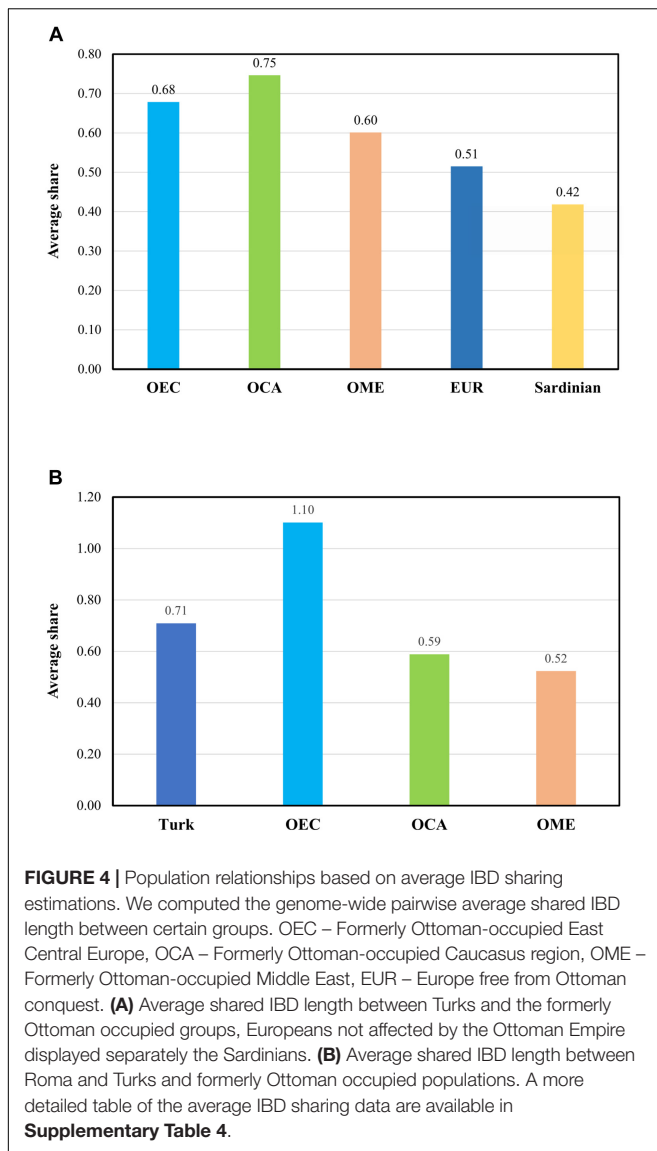 A
Average share
0.80
0.70
0.60
0.50
0.40
0.30
0.20
0.10
0.00
0.68
0.75
0.60
0.51
0.42
OEC OCA OME EUR Sardinian
B
Average share
1.20
1.00
0.80
0.60
0.40
0.20
0.00
0.71
1.10
0.59
0.52
Turk OEC OCA OME
FIGURE 4 | Population relationships based on average IBD sharing
estimations. We computed the genome-wide pairwise average shared IBD
length between certain groups. OEC – Formerly Ottoman-occupied East
Central Europe, OCA – Formerly Ottoman-occupied Caucasus region, OME –
Formerly Ottoman-occupied Middle East, EUR – Europe free from Ottoman
conquest. (A) Average shared IBD length between Turks and the formerly
Ottoman occupied groups, Europeans not affected by the Ottoman Empire
displayed separately the Sardinians. (B) Average shared IBD length between
Roma and Turks and formerly Ottoman occupied populations. A more
detailed table of the average IBD sharing data are available in
Supplementary Table 4.